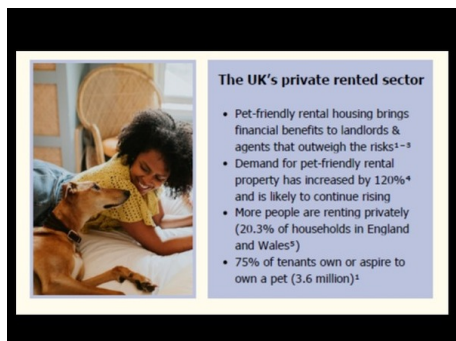 The UK's private rented sector
• Pet-friendly rental housing brings
financial benefits to landlords &
agents that outweigh the risks¹⁻³
• Demand for pet-friendly rental
property has increased by 120%⁴
and is likely to continue rising
• More people are renting privately
(20.3% of households in England
and Wales⁵)
• 75% of tenants own or aspire to
own a pet (3.6 million)¹